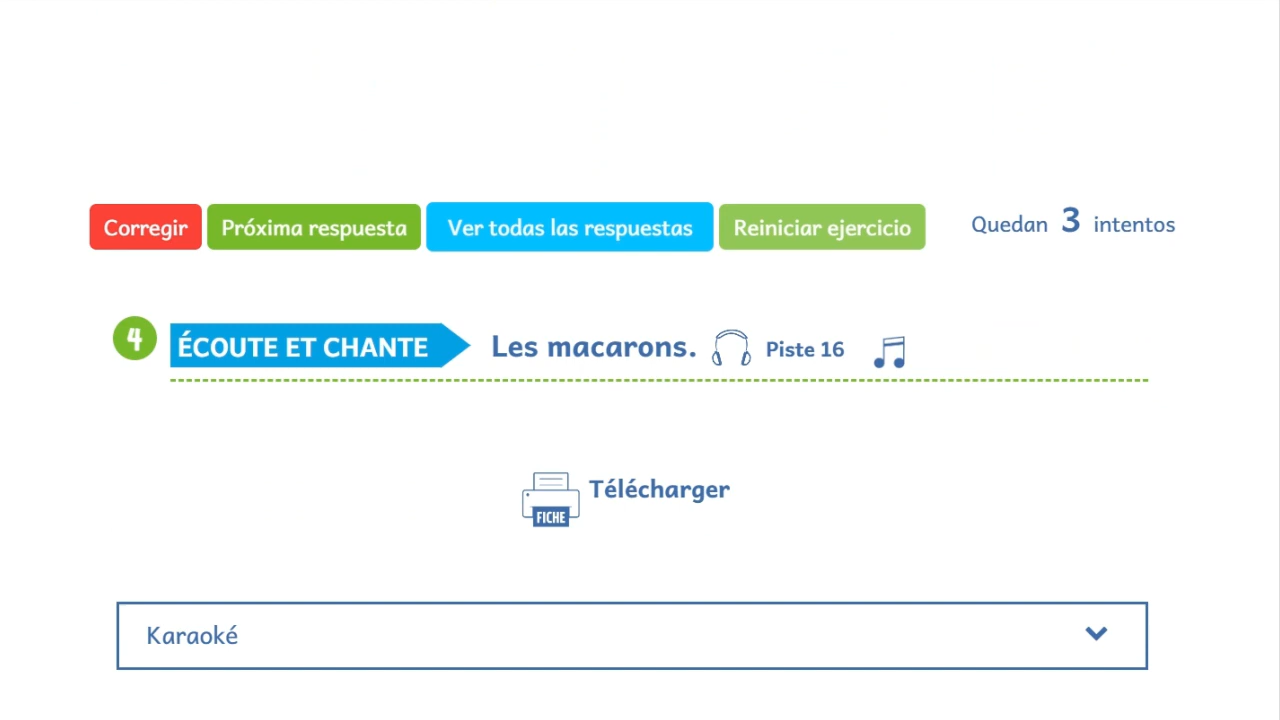 Corregir Próxima respuesta Ver todas las respuestas Reiniciar ejercicio Quedan 3 intentos
4 ÉCOUTE ET CHANTE Les macarons. Piste 16
Télécharger
FICHE
Karaoké